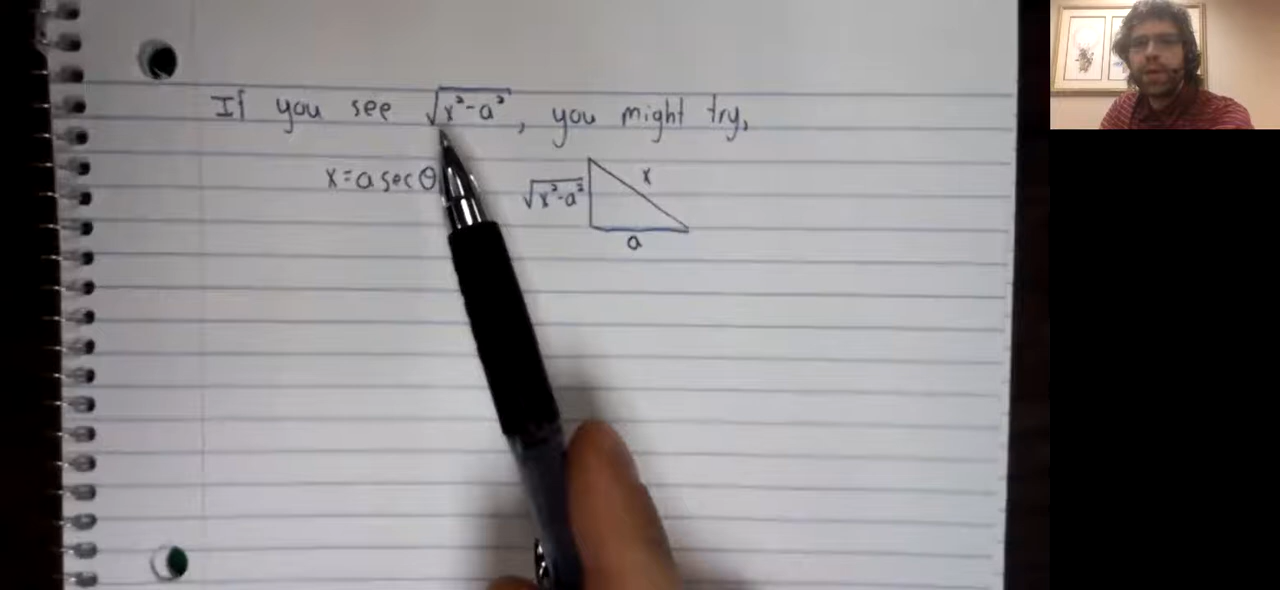 If you see √x²-a², you might try,
x=a sec θ
√x²-a²
x
a